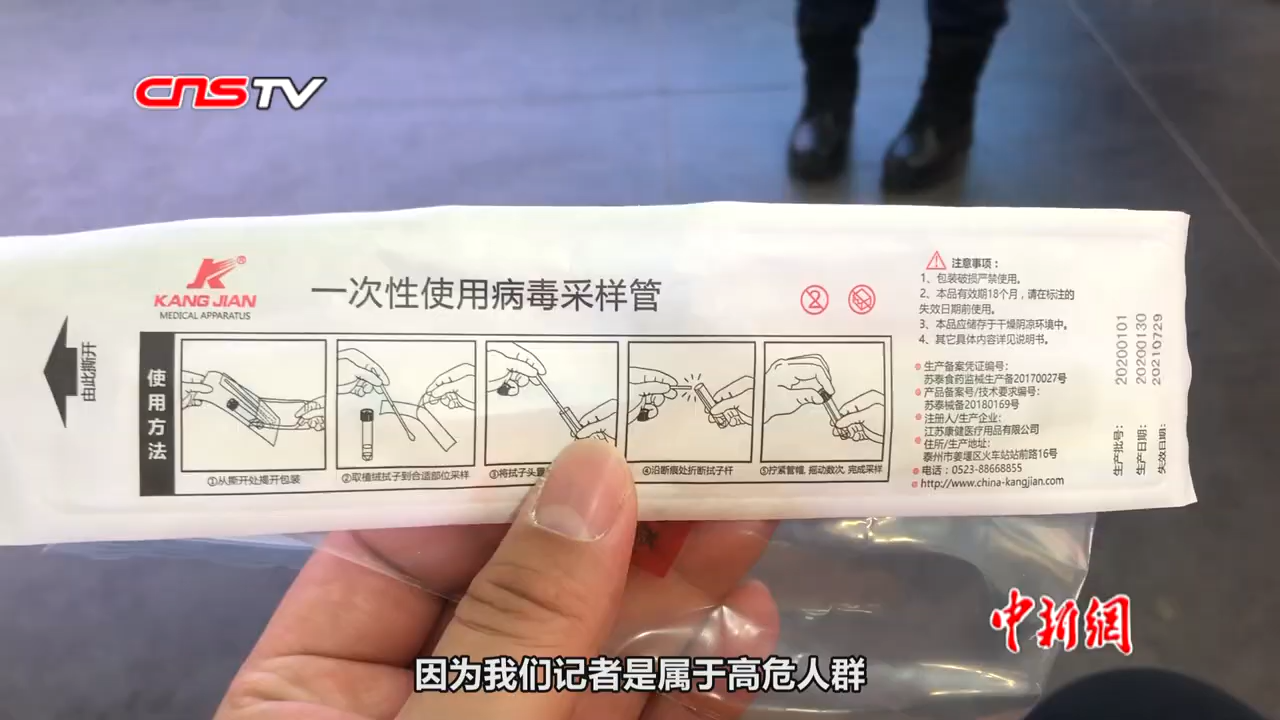 CNSTV
KANG JIAN®
MEDICAL APPARATUS
一次性使用病毒采样管
由此撕开
使用方法
①从撕开处揭开包装
②取植绒拭子到合适部位采样
③将拭子头
④沿断痕处折断拭子杆
⑤拧紧管帽, 摇动数次, 完成采样
注意事项：
1、包装破损严禁使用。
2、本品有效期18个月，请在标注的
失效日期前使用。
3、本品应储存于干燥阴凉环境中。
4、其它具体内容详见说明书。
生产备案凭证编号：
苏泰食药监械生产备20170027号
产品备案号/技术要求编号：
苏泰械备20180169号
注册人/生产企业：
江苏康健医疗用品有限公司
住所/生产地址：
泰州市姜堰区火车站站前路16号
电话：0523-88668855
http://www.china-kangjian.com
生产批号： 20200101
生产日期： 20200130
失效日期： 20210729
中新網
因为我们记者是属于高危人群